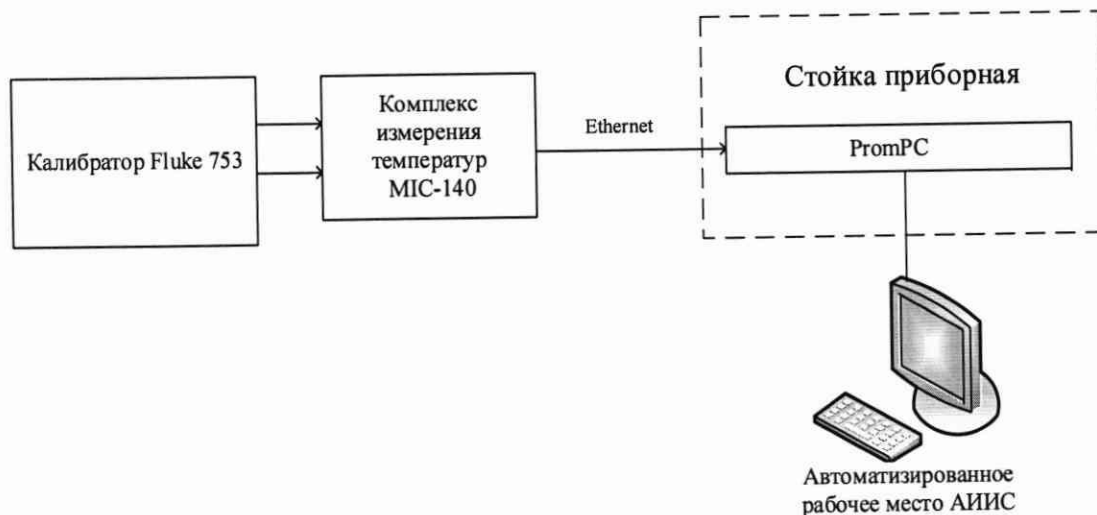 Калибратор Fluke 753
Комплекс
измерения
температур
MIC-140
Ethernet
Стойка приборная
PromPC
Автоматизированное
рабочее место АИИС